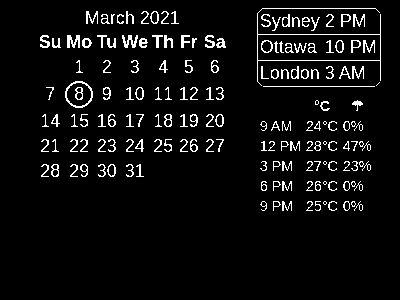 March 2021
Su Mo Tu We Th Fr Sa
1 2 3 4 5 6
7 8 9 10 11 12 13
14 15 16 17 18 19 20
21 22 23 24 25 26 27
28 29 30 31
Sydney 2 PM
Ottawa 10 PM
London 3 AM
°C
9 AM 24°C 0%
12 PM 28°C 47%
3 PM 27°C 23%
6 PM 26°C 0%
9 PM 25°C 0%